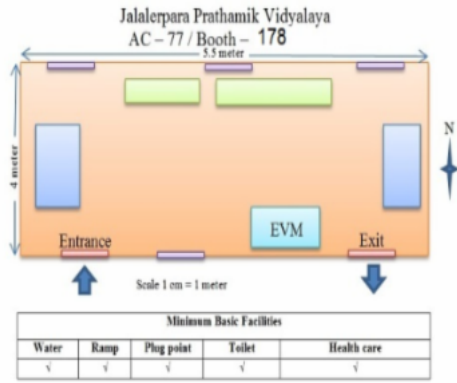 Jalalerpara Prathamik Vidyalaya
AC – 77 / Booth – 178
5.5 meter
4 meter
N
EVM
Entrance
Exit
Scale 1 cm = 1 meter
Minimum Basic Facilities
Water Ramp Plug point Toilet Health care
√ √ √ √ √